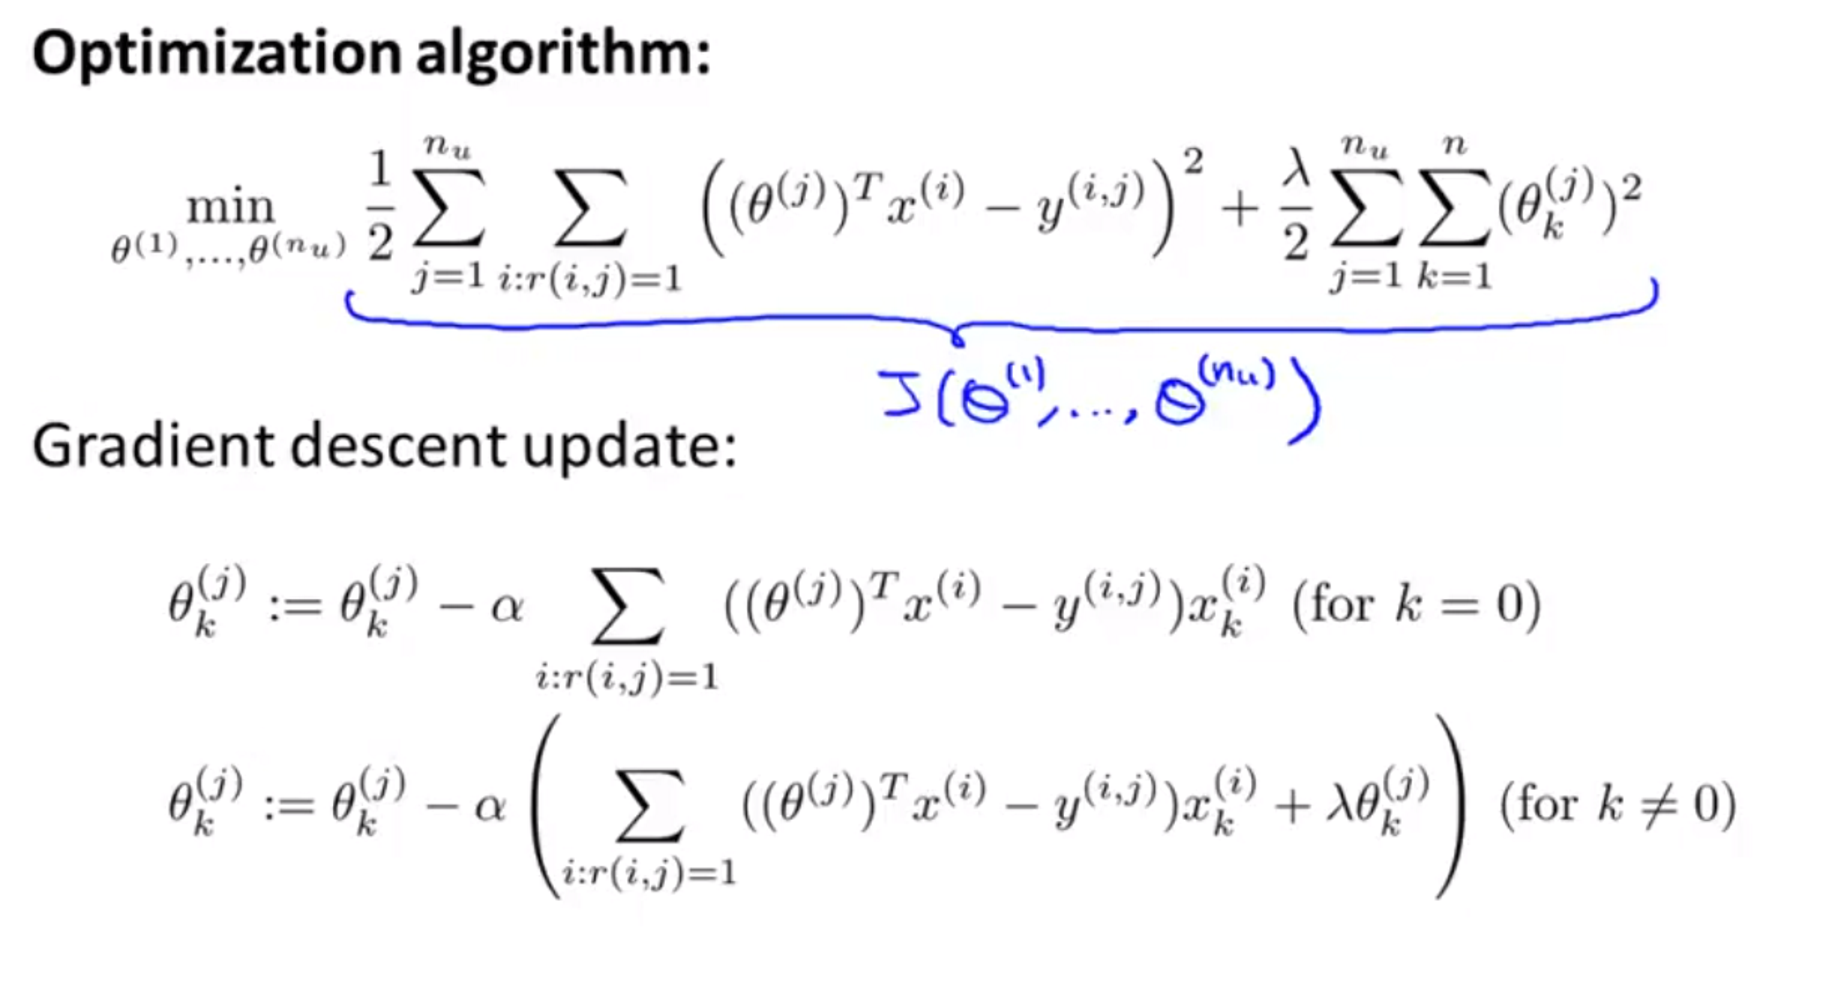 Optimization algorithm:
$\min_{\theta^{(1)},\ldots,\theta^{(n_u)}} \frac{1}{2} \sum_{j=1}^{n_u} \sum_{i:r(i,j)=1} \left( (\theta^{(j)})^T x^{(i)} - y^{(i,j)} \right)^2 + \frac{\lambda}{2} \sum_{j=1}^{n_u} \sum_{k=1}^{n} (\theta_k^{(j)})^2$
$J(\theta^{(1)}, \ldots, \theta^{(n_u)})$
Gradient descent update:
$\theta_k^{(j)} := \theta_k^{(j)} - \alpha \sum_{i:r(i,j)=1} ((\theta^{(j)})^T x^{(i)} - y^{(i,j)}) x_k^{(i)}$ (for $k = 0$)
$\theta_k^{(j)} := \theta_k^{(j)} - \alpha \left( \sum_{i:r(i,j)=1} ((\theta^{(j)})^T x^{(i)} - y^{(i,j)}) x_k^{(i)} + \lambda \theta_k^{(j)} \right)$ (for $k \neq 0$)